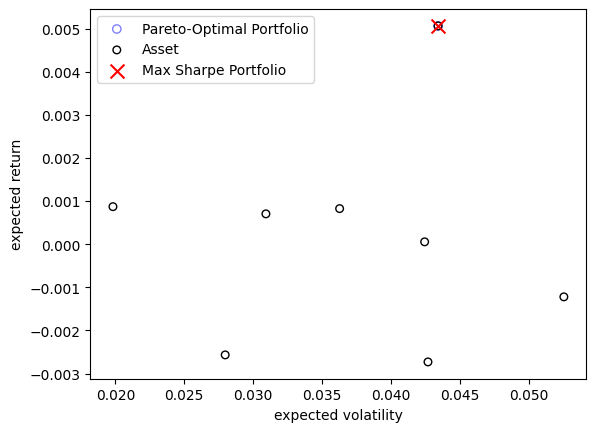 Pareto-Optimal Portfolio
Asset
Max Sharpe Portfolio
0.005
0.004
0.003
0.002
0.001
0.000
−0.001
−0.002
−0.003
expected return
0.020 0.025 0.030 0.035 0.040 0.045 0.050
expected volatility